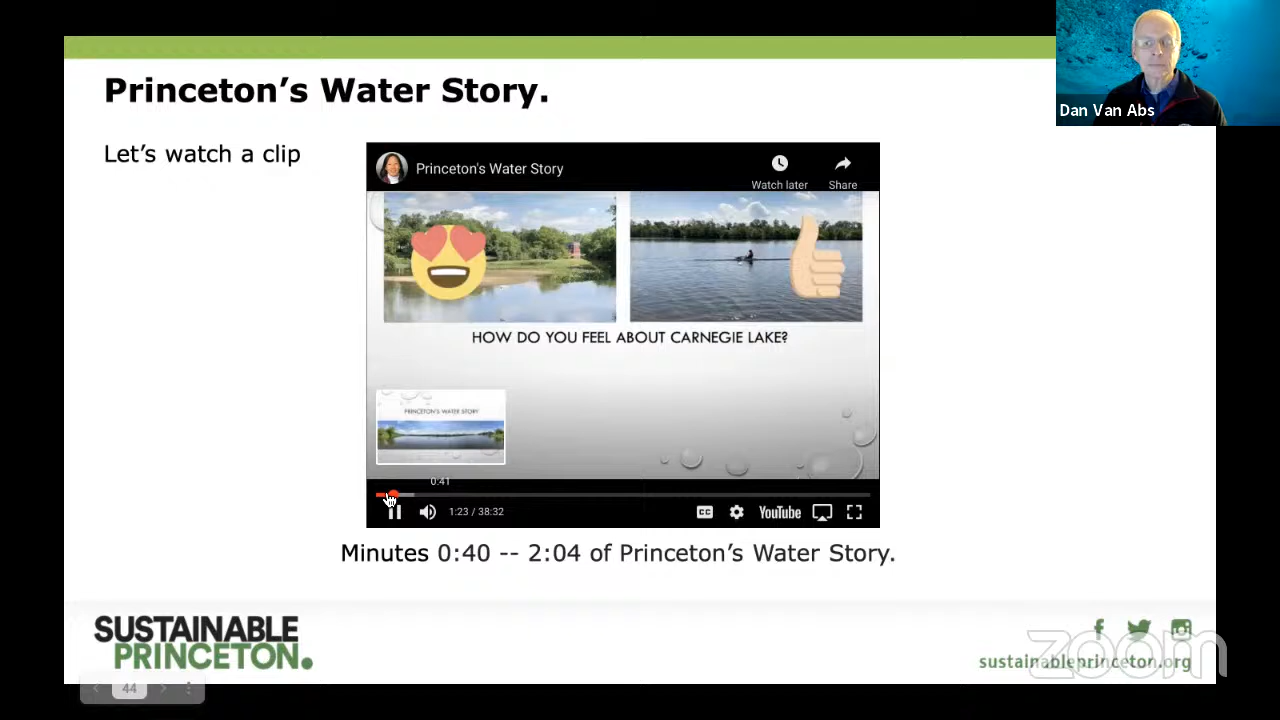 Princeton's Water Story.
Dan Van Abs
Let's watch a clip
Princeton's Water Story
Watch later
Share
HOW DO YOU FEEL ABOUT CARNEGIE LAKE?
PRINCETON'S WATER STORY
0:41
1:23 / 38:32
CC
YouTube
Minutes 0:40 -- 2:04 of Princeton's Water Story.
SUSTAINABLE
PRINCETON.
zoom
sustainableprinceton.org
44